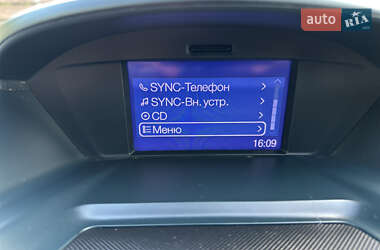 auto RIA
SYNC-Телефон
SYNC-Вн. устр.
CD
Меню
16:09